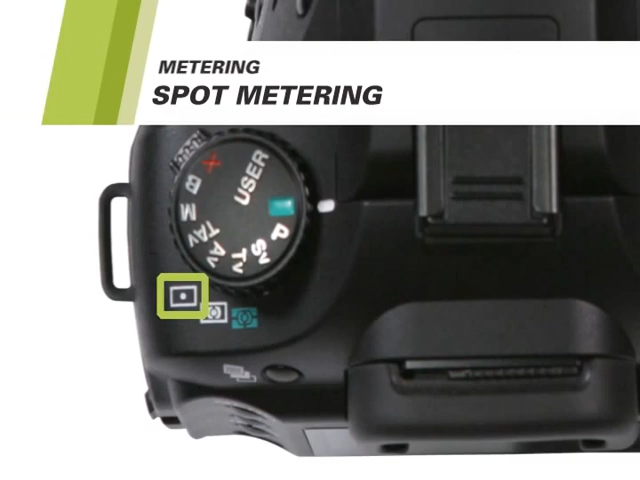 METERING
SPOT METERING
USER
X
B
M
TAv
Av
Tv
Sv
P